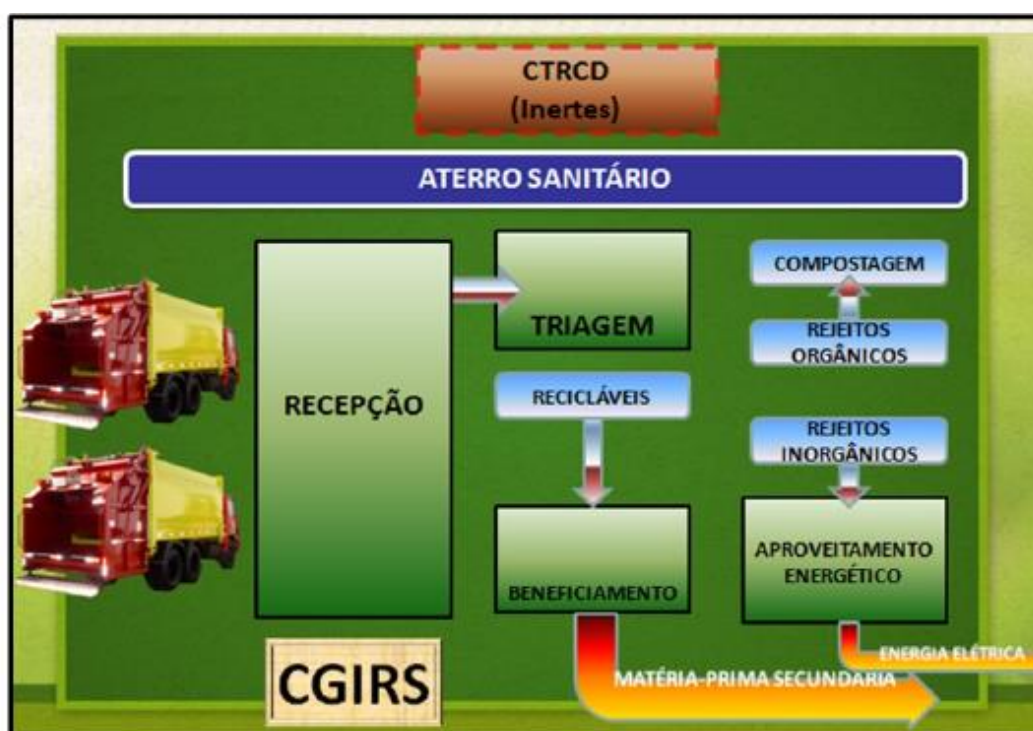 CTRCD
(Inertes)
ATERRO SANITÁRIO
RECEPÇÃO
TRIAGEM
COMPOSTAGEM
REJEITOS
ORGÂNICOS
RECICLÁVEIS
REJEITOS
INORGÂNICOS
BENEFICIAMENTO
APROVEITAMENTO
ENERGÉTICO
ENERGIA ELÉTRICA
MATÉRIA-PRIMA SECUNDARIA
CGIRS